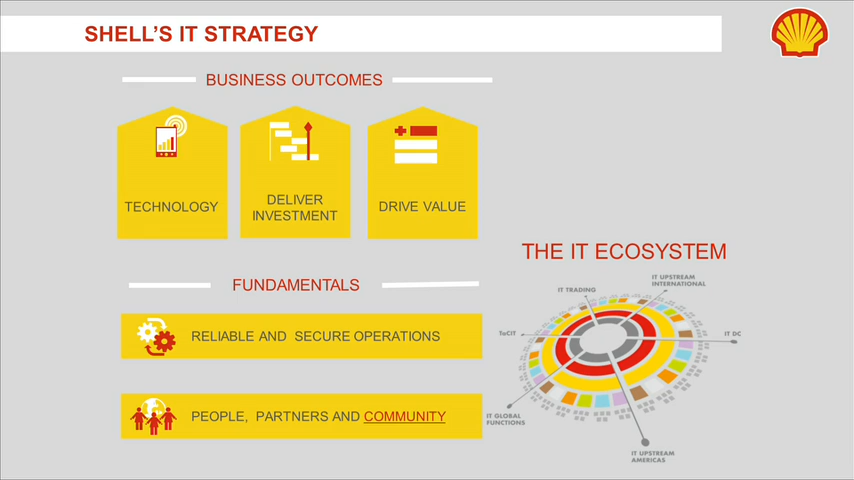 SHELL'S IT STRATEGY
BUSINESS OUTCOMES
TECHNOLOGY
DELIVER
INVESTMENT
DRIVE VALUE
FUNDAMENTALS
RELIABLE AND SECURE OPERATIONS
PEOPLE, PARTNERS AND COMMUNITY
THE IT ECOSYSTEM
IT TRADING
IT UPSTREAM
INTERNATIONAL
ToCIT
IT DC
IT GLOBAL
FUNCTIONS
IT UPSTREAM
AMERICAS